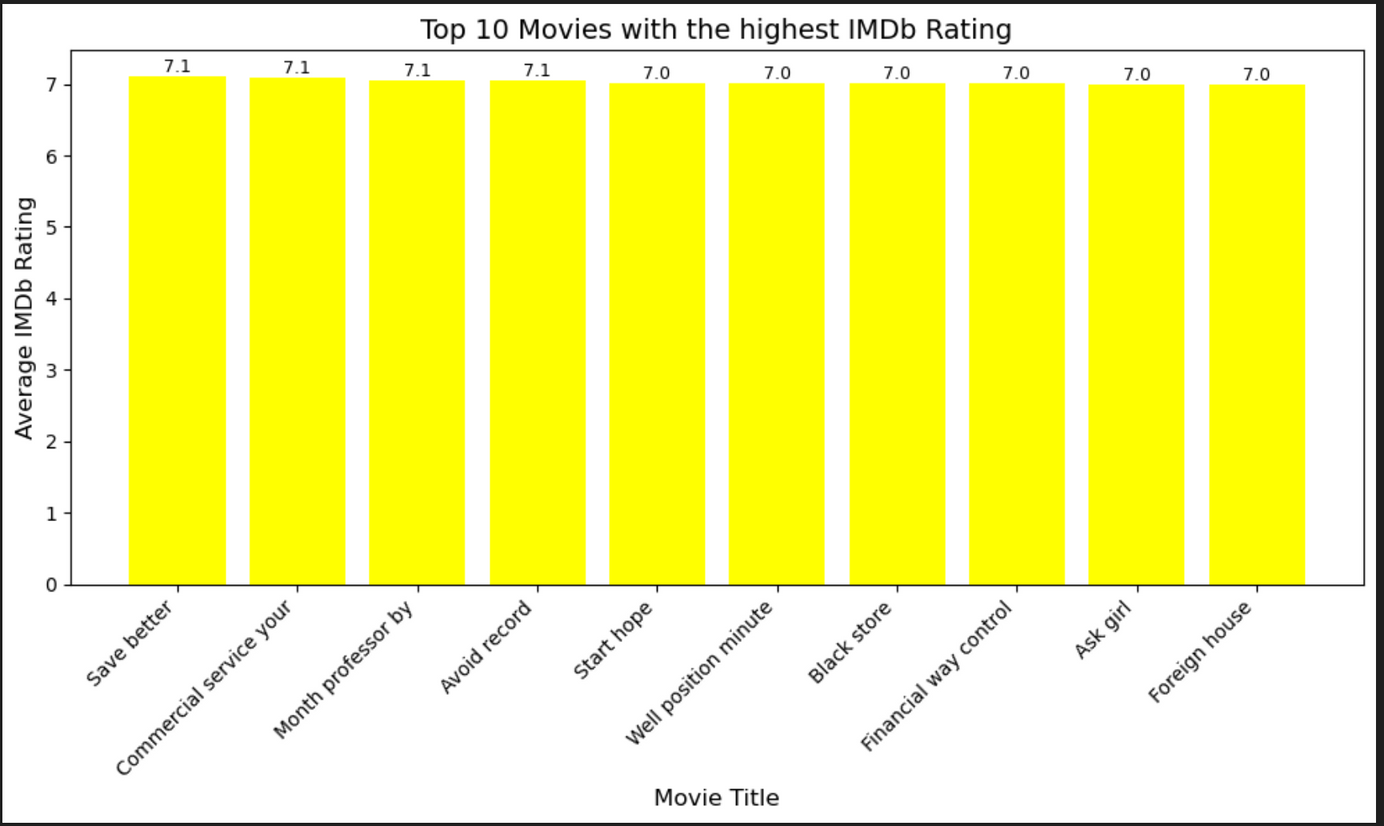 Top 10 Movies with the highest IMDb Rating
7.1
7.1
7.1
7.1
7.0
7.0
7.0
7.0
7.0
7.0
Average IMDb Rating
7
6
5
4
3
2
1
0
Save better
Commercial service your
Month professor by
Avoid record
Start hope
Well position minute
Black store
Financial way control
Ask girl
Foreign house
Movie Title